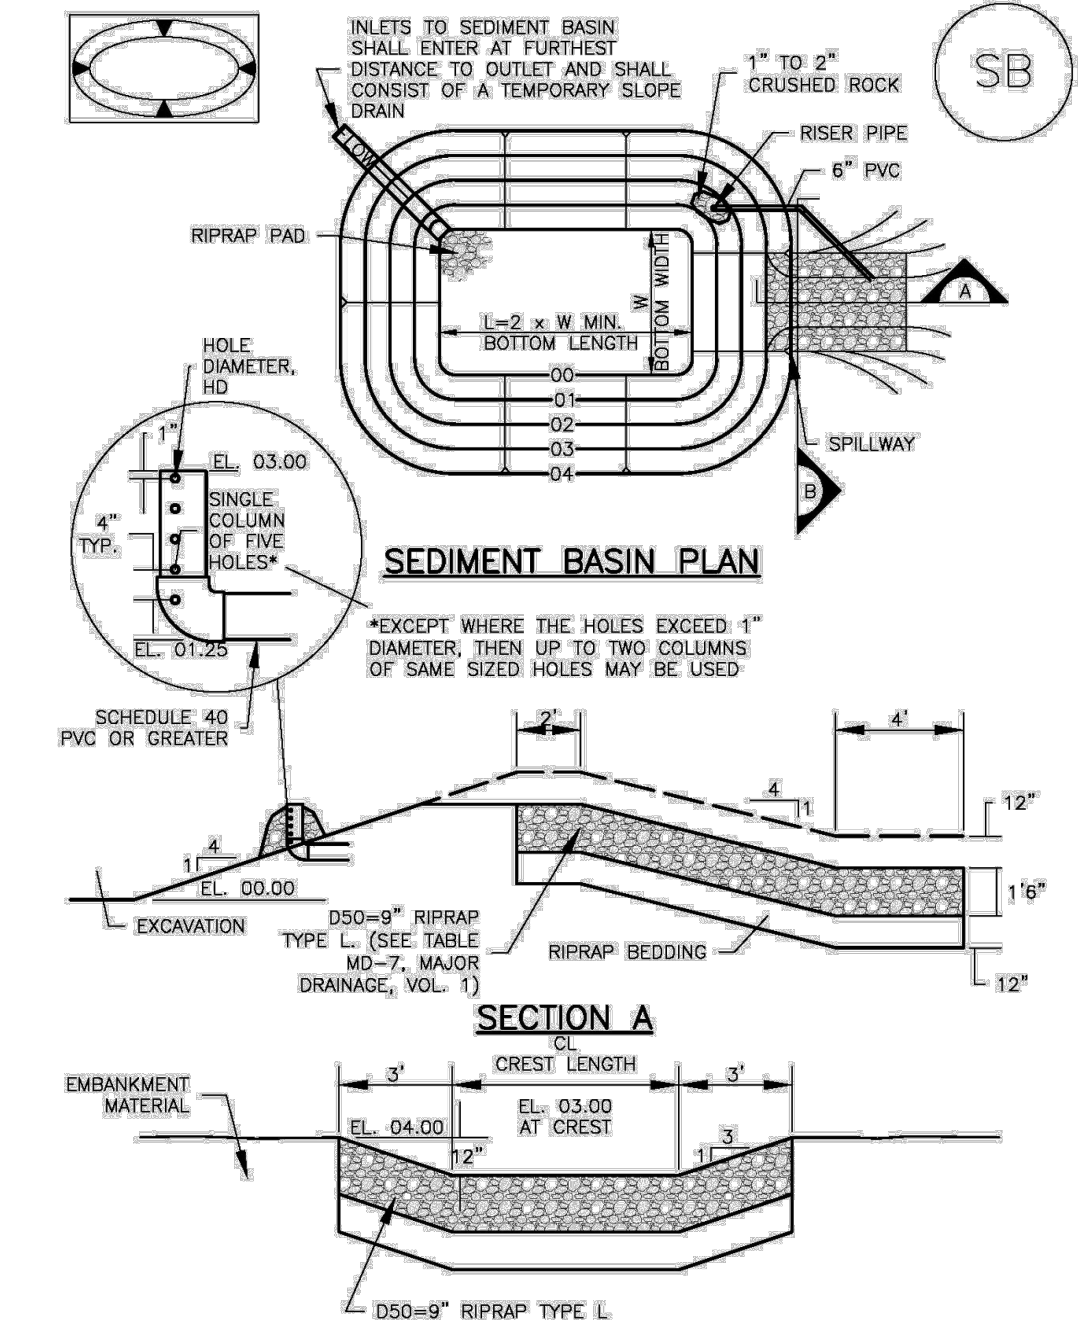 INLETS TO SEDIMENT BASIN
SHALL ENTER AT FURTHEST
DISTANCE TO OUTLET AND SHALL
CONSIST OF A TEMPORARY SLOPE
DRAIN
1" TO 2"
CRUSHED ROCK
SB
RISER PIPE
6" PVC
FLOW
RIPRAP PAD
A
W
BOTTOM WIDTH
L=2 x W MIN.
BOTTOM LENGTH
00
01
02
03
04
SPILLWAY
B
HOLE
DIAMETER,
HD
1"
EL. 03.00
SINGLE
COLUMN
OF FIVE
HOLES*
4"
TYP.
EL. 01.25
SEDIMENT BASIN PLAN
*EXCEPT WHERE THE HOLES EXCEED 1"
DIAMETER, THEN UP TO TWO COLUMNS
OF SAME SIZED HOLES MAY BE USED
SCHEDULE 40
PVC OR GREATER
2'
4'
4
1
12"
4
1
EL. 00.00
EXCAVATION
1'6"
D50=9" RIPRAP
TYPE L. (SEE TABLE
MD-7, MAJOR
DRAINAGE, VOL. 1)
RIPRAP BEDDING
12"
SECTION A
CL
CREST LENGTH
3'
3'
EMBANKMENT
MATERIAL
EL. 04.00
EL. 03.00
AT CREST
12"
3
1
D50=9" RIPRAP TYPE L